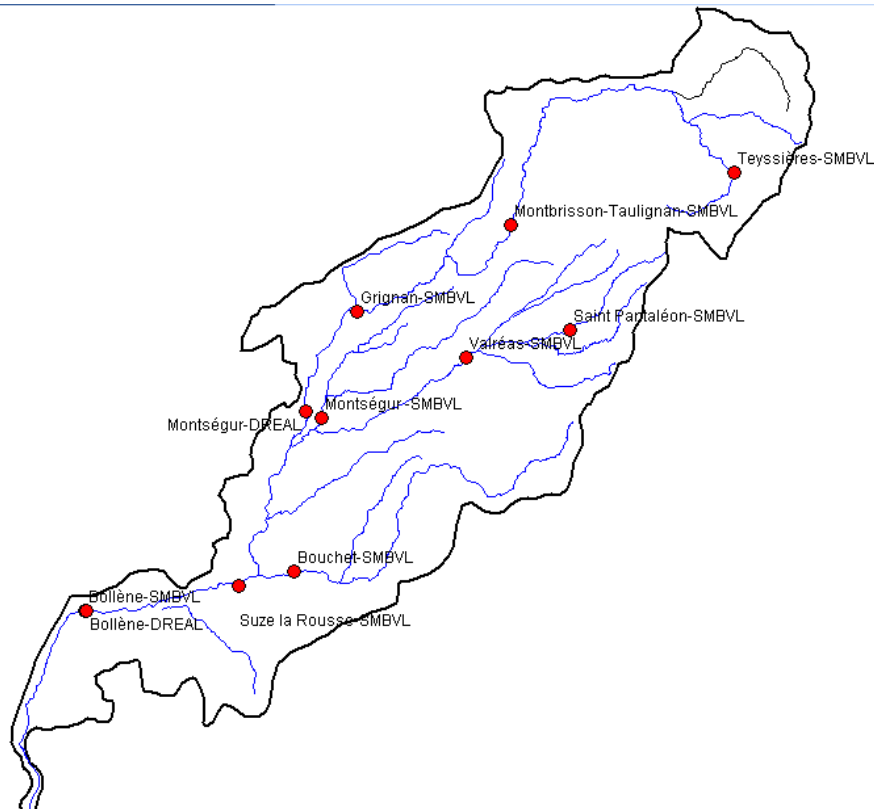 Teyssières-SMBVL
Montbrisson-Taulignan-SMBVL
Grignan-SMBVL
Saint Pantaléon-SMBVL
Valréas-SMBVL
Montségur -SMBVL
Montségur-DREAL
Bouchet-SMBVL
Bollène-SMBVL
Suze la Rousse-SMBVL
Bollène-DREAL